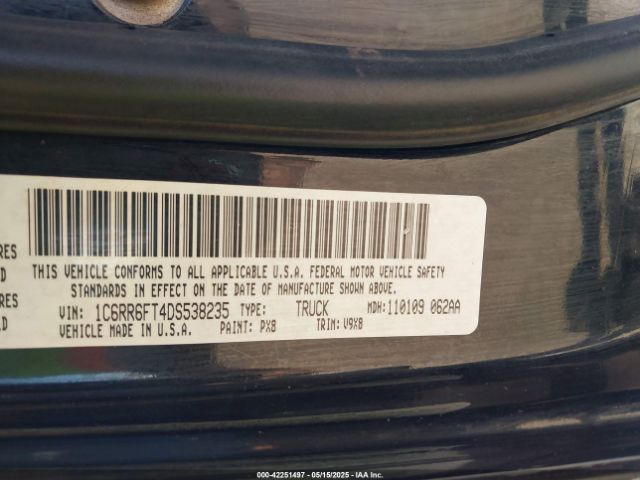 RES
D
RES
D
THIS VEHICLE CONFORMS TO ALL APPLICABLE U.S.A. FEDERAL MOTOR VEHICLE SAFETY
STANDARDS IN EFFECT ON THE DATE OF MANUFACTURE SHOWN ABOVE.
VIN: 1C6RR6FT4DS538235 TYPE: TRUCK MDH: 110109 062AA
VEHICLE MADE IN U.S.A. PAINT: PX8 TRIM: V9X8
000-42251497 - 05/15/2025 - IAA Inc.